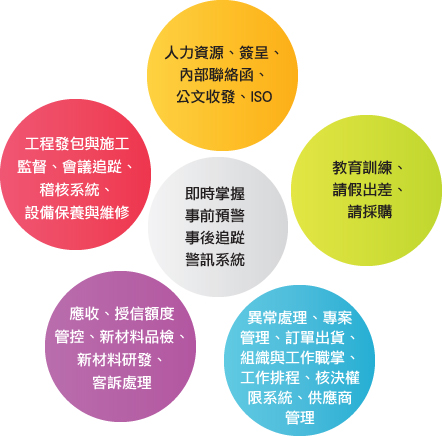 人力資源、簽呈、
內部聯絡函、
公文收發、ISO
工程發包與施工
監督、會議追蹤、
稽核系統、
設備保養與維修
教育訓練、
請假出差、
請採購
即時掌握
事前預警
事後追蹤
警訊系統
應收、授信額度
管控、新材料品檢、
新材料研發、
客訴處理
異常處理、專案
管理、訂單出貨、
組織與工作職掌、
工作排程、核決權
限系統、供應商
管理